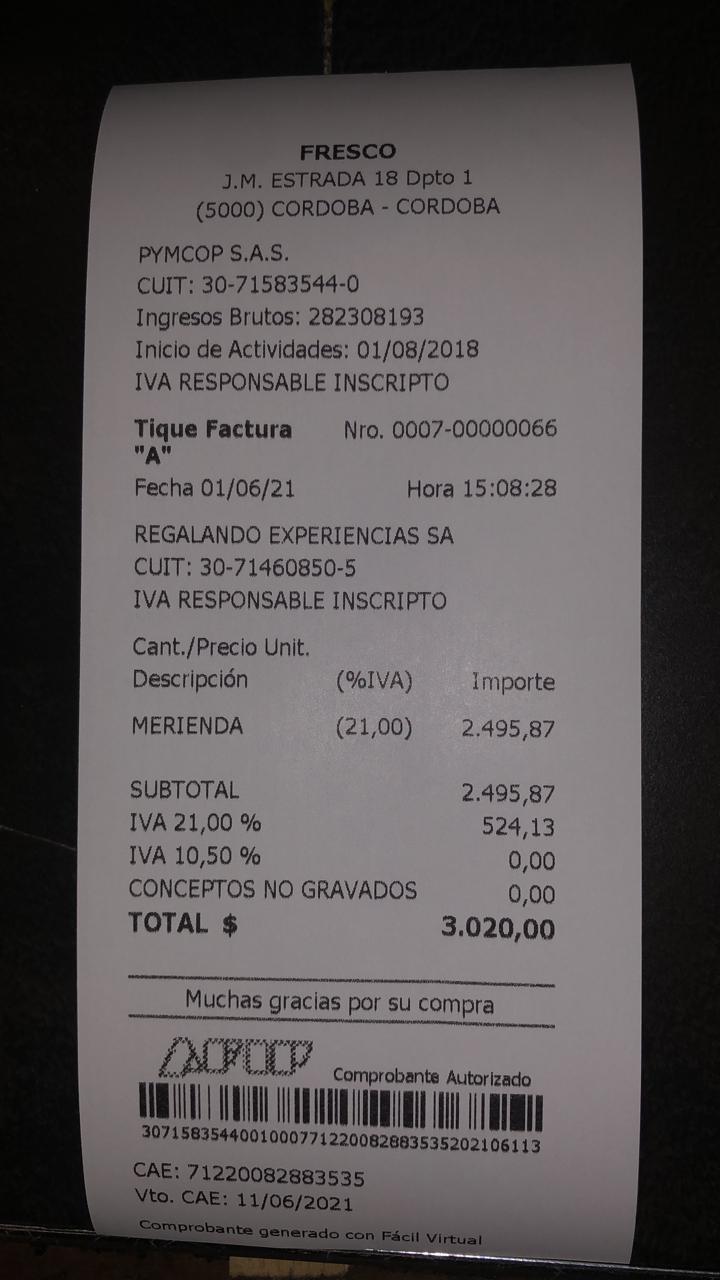 FRESCO
J.M. ESTRADA 18 Dpto 1
(5000) CORDOBA - CORDOBA
PYMCOP S.A.S.
CUIT: 30-71583544-0
Ingresos Brutos: 282308193
Inicio de Actividades: 01/08/2018
IVA RESPONSABLE INSCRIPTO
Tique Factura "A" Nro. 0007-00000066
Fecha 01/06/21 Hora 15:08:28
REGALANDO EXPERIENCIAS SA
CUIT: 30-71460850-5
IVA RESPONSABLE INSCRIPTO
Cant./Precio Unit.
Descripción (%IVA) Importe
MERIENDA (21,00) 2.495,87
SUBTOTAL 2.495,87
IVA 21,00 % 524,13
IVA 10,50 % 0,00
CONCEPTOS NO GRAVADOS 0,00
TOTAL $ 3.020,00
Muchas gracias por su compra
AFIP Comprobante Autorizado
3071583544001000771220082883535202106113
CAE: 71220082883535
Vto. CAE: 11/06/2021
Comprobante generado con Fácil Virtual